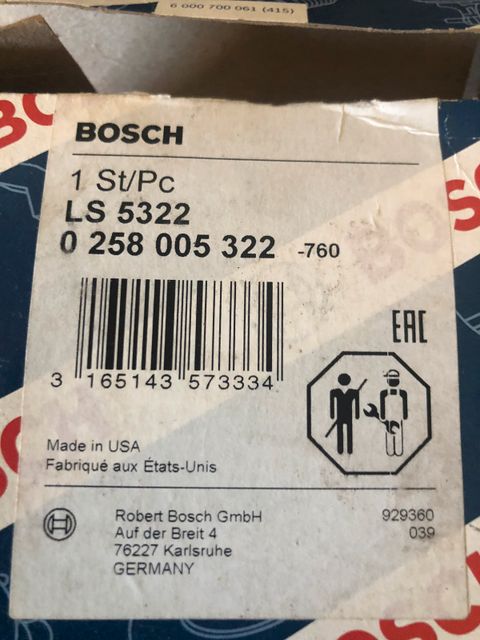 6 000 700 061 (415)
BOSCH
1 St/Pc
LS 5322
0 258 005 322 -760
3 165143 573334
EAC
Made in USA
Fabriqué aux États-Unis
Robert Bosch GmbH 929360
Auf der Breit 4 039
76227 Karlsruhe
GERMANY